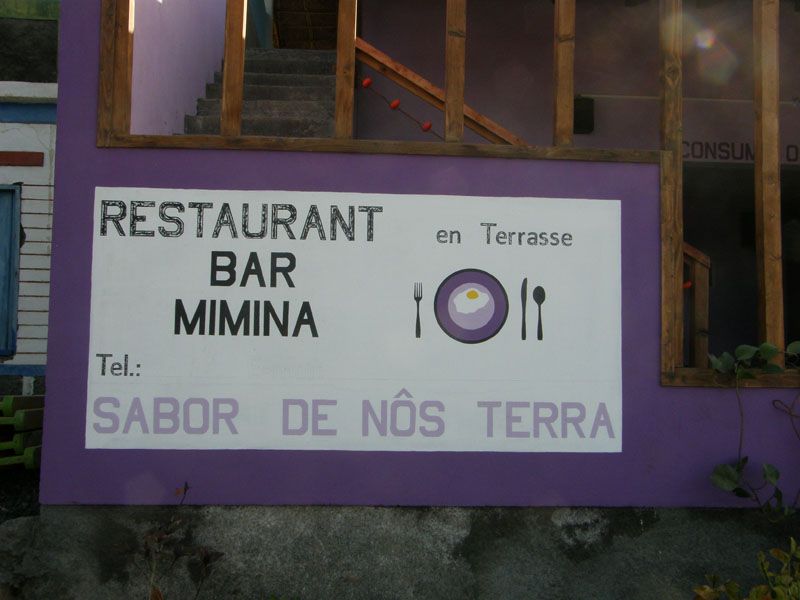 CONSUM O
RESTAURANT
en Terrasse
BAR
MIMINA
Tel.:
SABOR DE NÔS TERRA